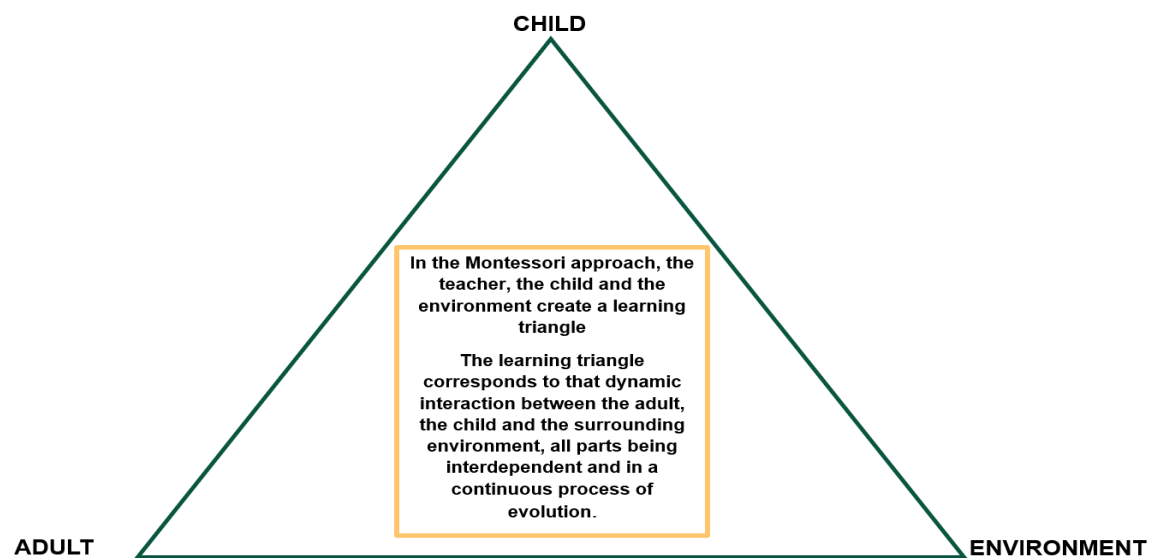 CHILD
In the Montessori approach, the
teacher, the child and the
environment create a learning
triangle
The learning triangle
corresponds to that dynamic
interaction between the adult,
the child and the surrounding
environment, all parts being
interdependent and in a
continuous process of
evolution.
ADULT
ENVIRONMENT